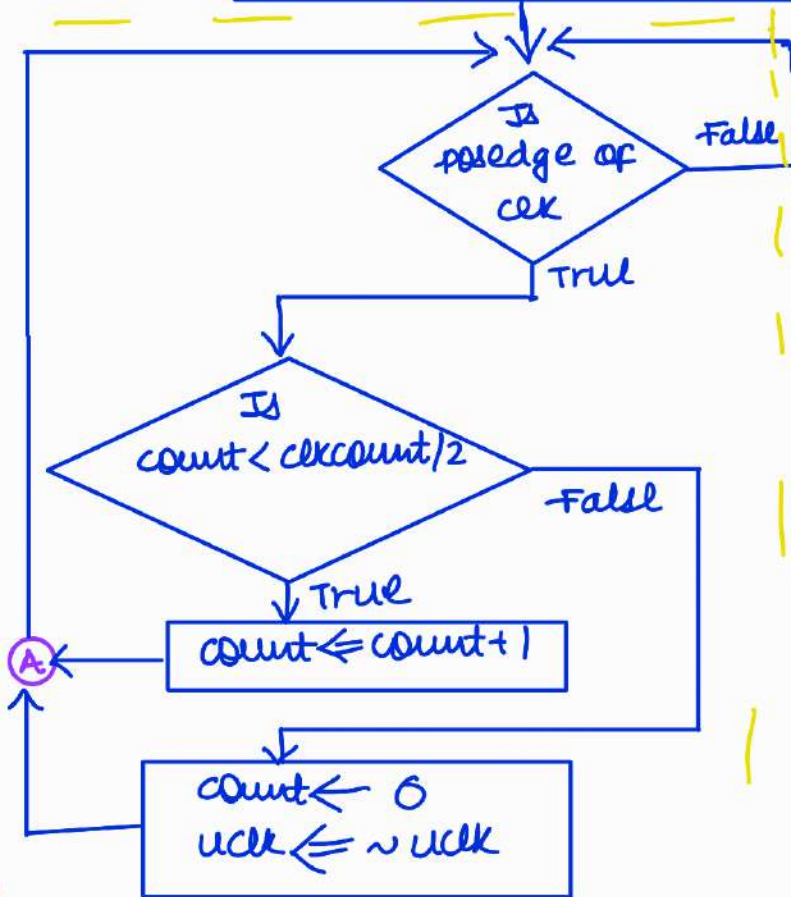 Is
posedge of
clk
False
True
Is
count < clkcount/2
False
True
count <= count+1
A
count <- 0
uclk <= ~uclk